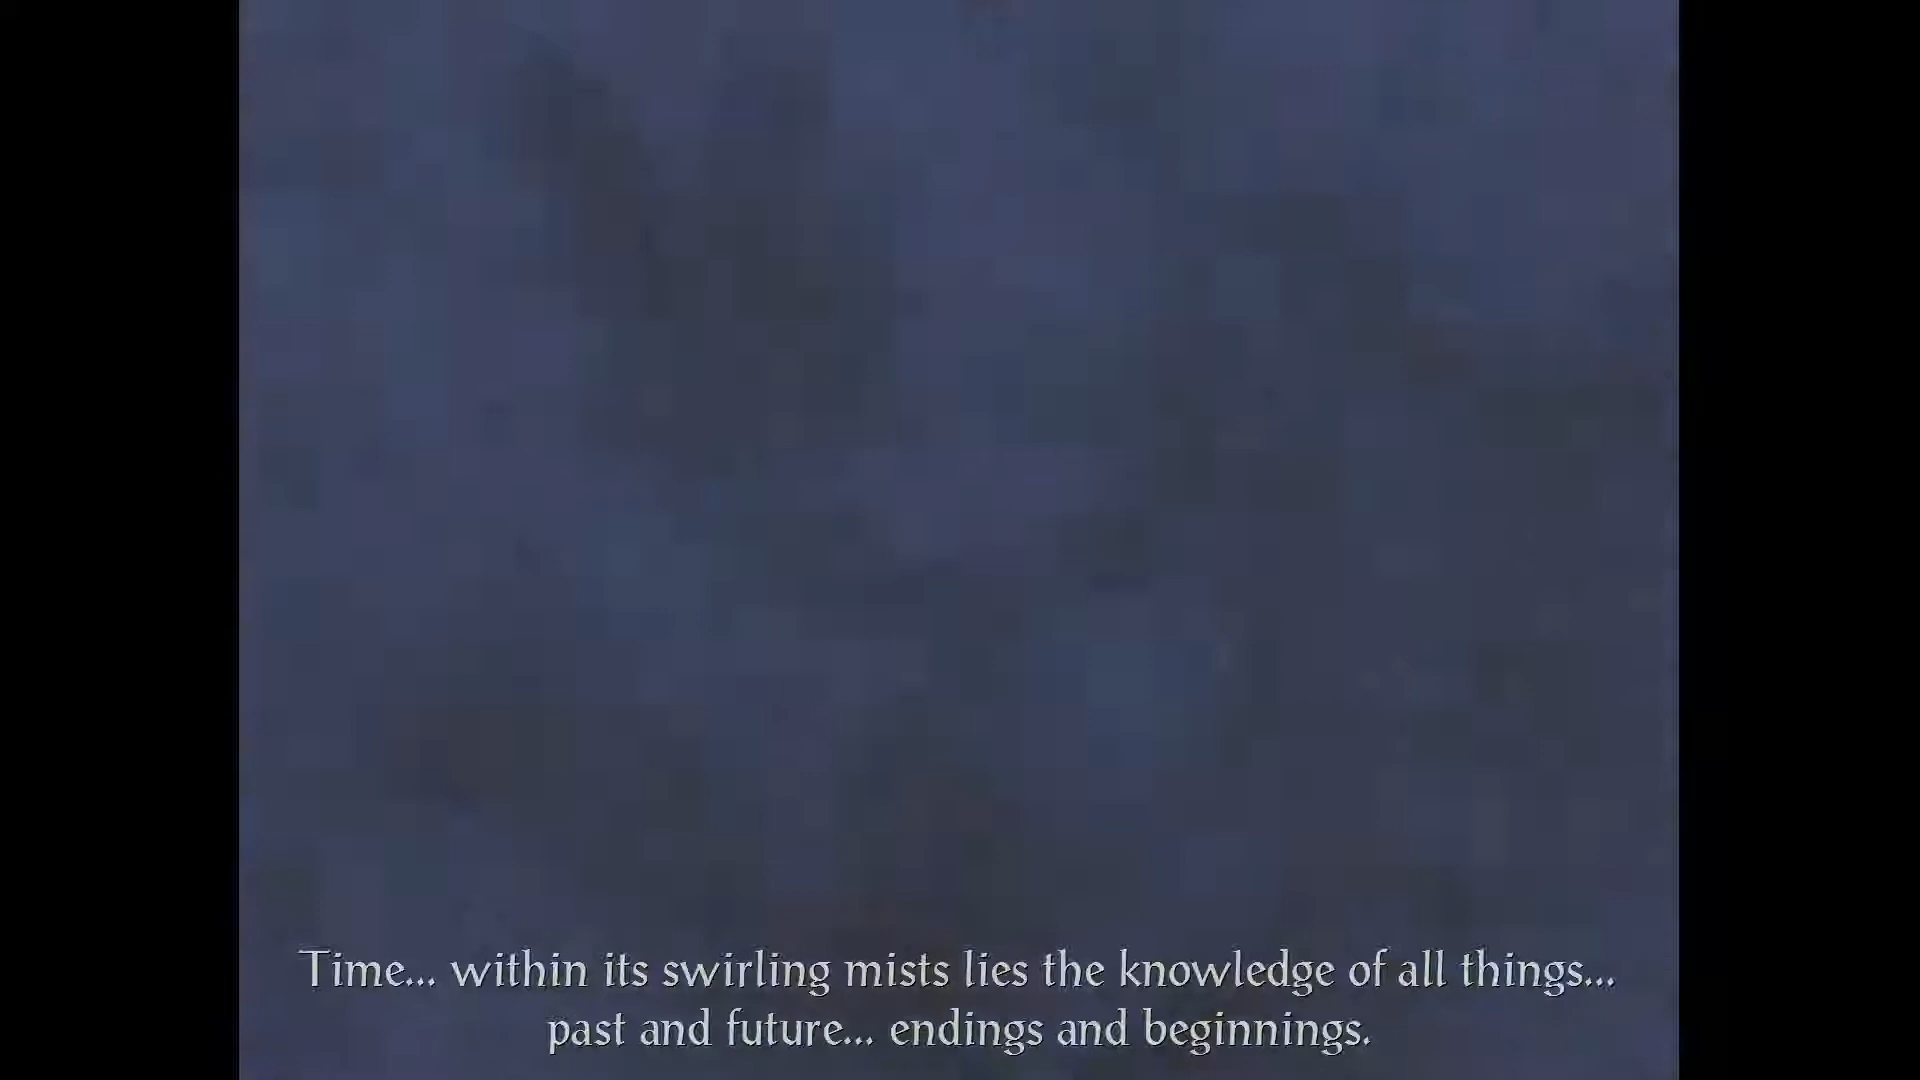 Time... within its swirling mists lies the knowledge of all things...
past and future... endings and beginnings.